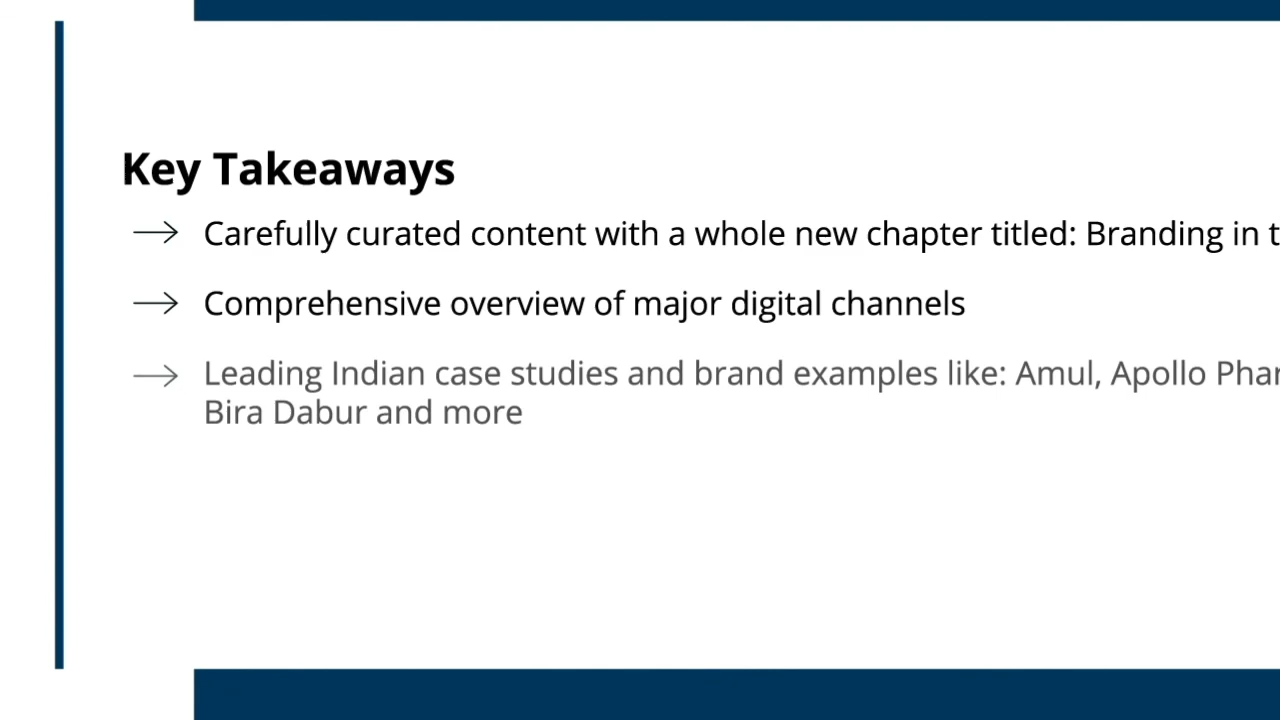 Key Takeaways
Carefully curated content with a whole new chapter titled: Branding in
Comprehensive overview of major digital channels
Leading Indian case studies and brand examples like: Amul, Apollo
Bira Dabur and more